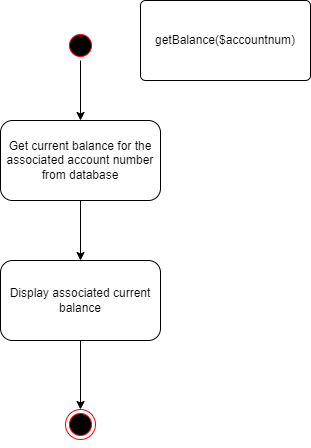 getBalance($accountnum)
Get current balance for the
associated account number
from database
Display associated current
balance